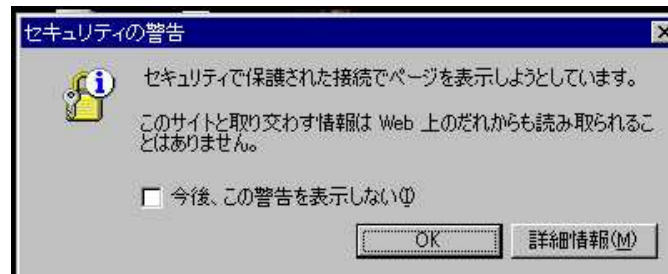 セキュリティの警告
セキュリティで保護された接続でページを表示しようとしています。
このサイトと取り交わす情報は Web 上のだれからも読み取られるこ
とはありません。
今後、この警告を表示しない(I)
OK
詳細情報(M)